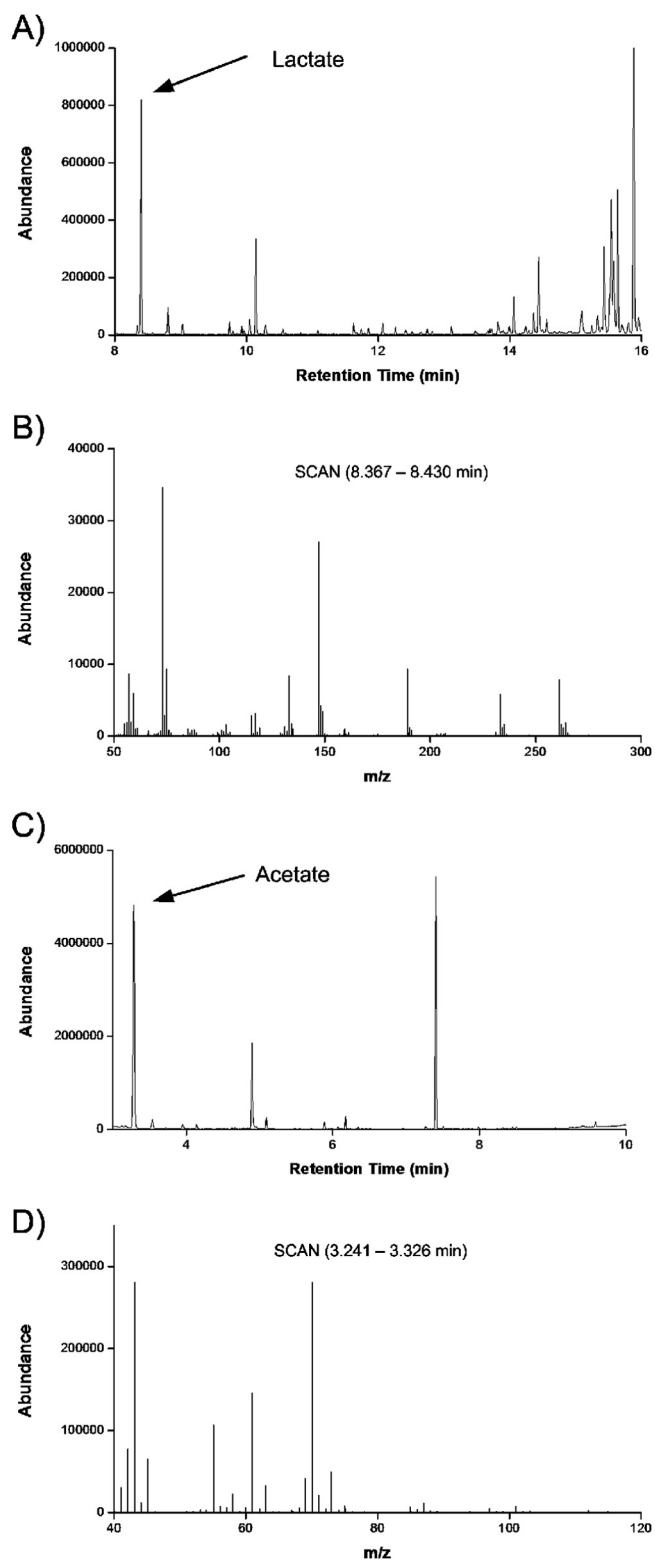 A)
Lactate
1000000
800000
600000
400000
200000
0
Abundance
8 10 12 14 16
Retention Time (min)
B)
SCAN (8.367 – 8.430 min)
40000
30000
20000
10000
0
Abundance
50 100 150 200 250 300
m/z
C)
Acetate
6000000
4000000
2000000
0
Abundance
4 6 8 10
Retention Time (min)
D)
SCAN (3.241 – 3.326 min)
300000
200000
100000
0
Abundance
40 60 80 100 120
m/z